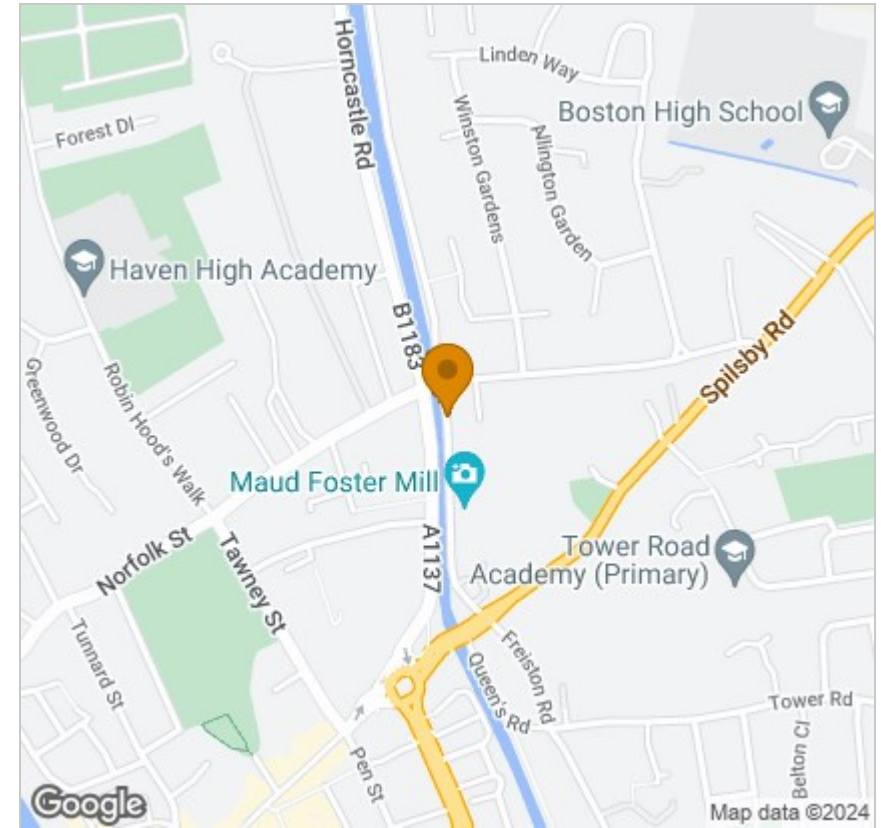 Horncastle Rd
Linden Way
Boston High School
Winston Gardens
Allington Garden
Forest Dl
Haven High Academy
B1183
Spilsby Rd
Greenwood Dr
Robin Hood's Walk
Maud Foster Mill
Norfolk St
A1137
Tower Road
Academy (Primary)
Tawney St
Tunnard St
Freiston Rd
Queen's Rd
Tower Rd
Belton Cl
Pen St
Google
Map data ©2024